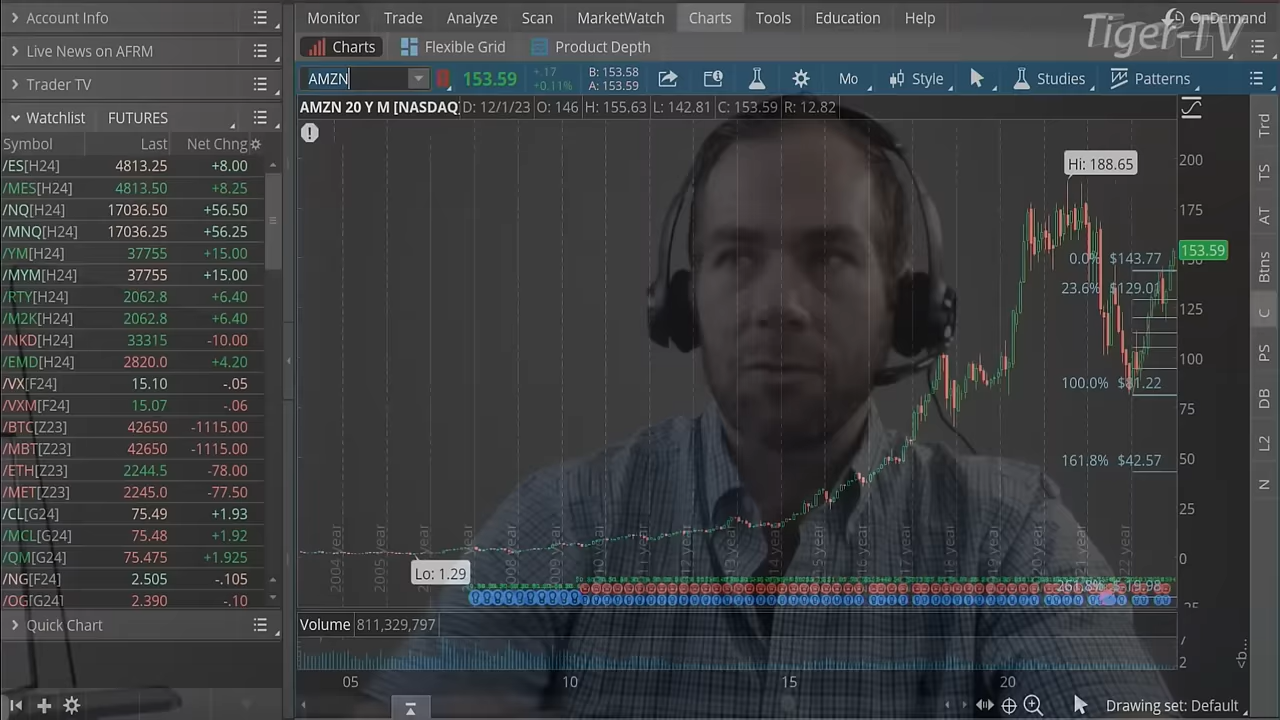 Account Info
Monitor Trade Analyze Scan MarketWatch Charts Tools Education Help OnDemand
Tiger-TV
Live News on AFRM
Charts Flexible Grid Product Depth
Trader TV
AMZN 153.59 +.17 +0.11% B: 153.58 A: 153.59 Mo Style Studies Patterns
Watchlist FUTURES
AMZN 20 Y M [NASDAQ] D: 12/1/23 O: 146 H: 155.63 L: 142.81 C: 153.59 R: 12.82
Symbol Last Net Chng
/ES[H24] 4813.25 +8.00
/MES[H24] 4813.50 +8.25
/NQ[H24] 17036.50 +56.50
/MNQ[H24] 17036.25 +56.25
/YM[H24] 37755 +15.00
/MYM[H24] 37755 +15.00
/RTY[H24] 2062.8 +6.40
/M2K[H24] 2062.8 +6.40
/NKD[H24] 33315 -10.00
/EMD[H24] 2820.0 +4.20
/VX[F24] 15.10 -.05
/VXM[F24] 15.07 -.06
/BTC[Z23] 42650 -1115.00
/MBT[Z23] 42650 -1115.00
/ETH[Z23] 2244.5 -78.00
/MET[Z23] 2245.0 -77.50
/CL[G24] 75.49 +1.93
/MCL[G24] 75.48 +1.92
/QM[G24] 75.475 +1.925
/NG[F24] 2.505 -.105
/OG[G24] 2.390 -.10
Quick Chart
Hi: 188.65
0.0% $143.77
23.6% $129.01
100.0% $81.22
161.8% $42.57
Lo: 1.29
200
175
153.59
125
100
75
50
25
0
2004 year
2005 year
Volume 811,329,797
05 10 15 20
Drawing set: Default
Trd
TS
AT
Btns
C
PS
DB
L2
N